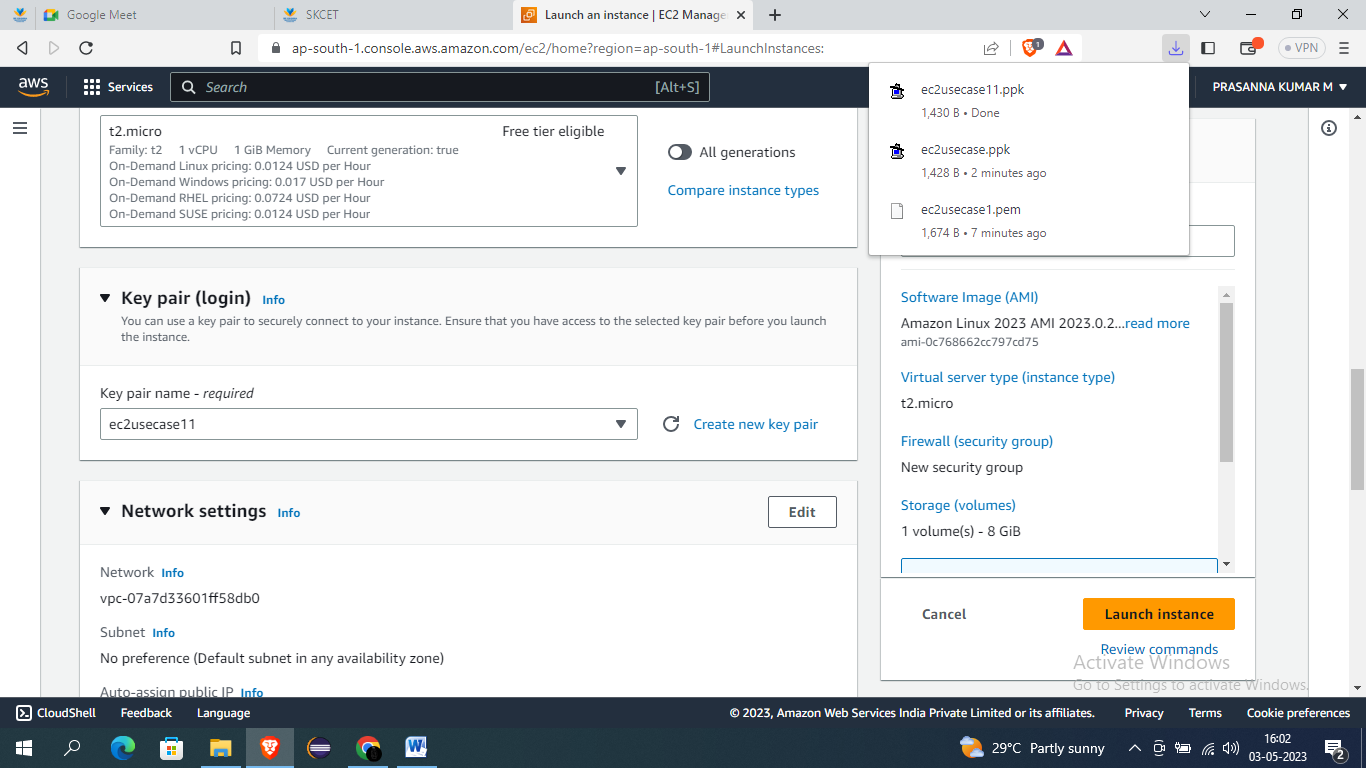 Google Meet
SKCET
Launch an instance | EC2 Manage
ap-south-1.console.aws.amazon.com/ec2/home?region=ap-south-1#LaunchInstances:
1
VPN
aws
Services
Search
[Alt+S]
PRASANNA KUMAR M
ec2usecase11.ppk
1,430 B • Done
ec2usecase.ppk
1,428 B • 2 minutes ago
ec2usecase1.pem
1,674 B • 7 minutes ago
t2.micro
Free tier eligible
Family: t2 1 vCPU 1 GiB Memory Current generation: true
On-Demand Linux pricing: 0.0124 USD per Hour
On-Demand Windows pricing: 0.017 USD per Hour
On-Demand RHEL pricing: 0.0724 USD per Hour
On-Demand SUSE pricing: 0.0124 USD per Hour
All generations
Compare instance types
Key pair (login) Info
You can use a key pair to securely connect to your instance. Ensure that you have access to the selected key pair before you launch
the instance.
Key pair name - required
ec2usecase11
Create new key pair
Network settings Info
Edit
Network Info
vpc-07a7d33601ff58db0
Subnet Info
No preference (Default subnet in any availability zone)
Auto-assign public IP Info
Software Image (AMI)
Amazon Linux 2023 AMI 2023.0.2...read more
ami-0c768662cc797cd75
Virtual server type (instance type)
t2.micro
Firewall (security group)
New security group
Storage (volumes)
1 volume(s) - 8 GiB
Cancel
Launch instance
Review commands
Activate Windows
Go to Settings to activate Windows.
CloudShell
Feedback
Language
© 2023, Amazon Web Services India Private Limited or its affiliates.
Privacy
Terms
Cookie preferences
29°C Partly sunny
16:02
03-05-2023
2